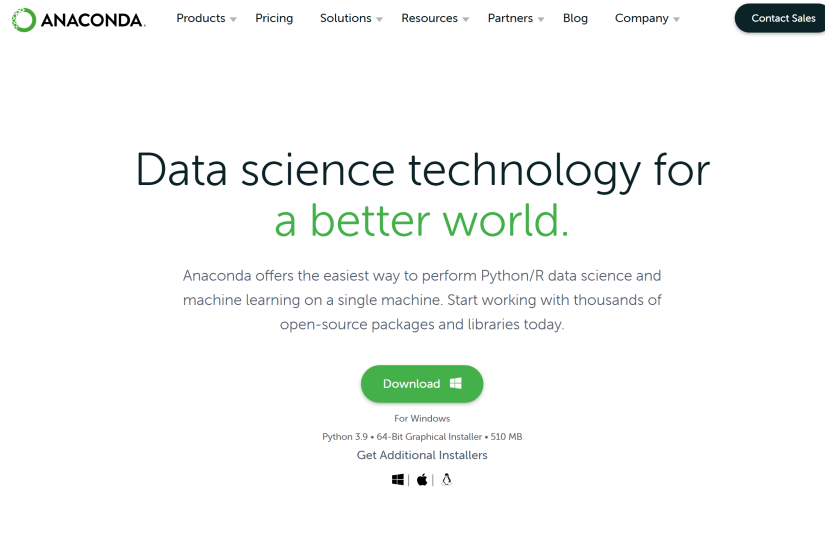 ANACONDA.
Products
Pricing
Solutions
Resources
Partners
Blog
Company
Contact Sales
Data science technology for
a better world.
Anaconda offers the easiest way to perform Python/R data science and
machine learning on a single machine. Start working with thousands of
open-source packages and libraries today.
Download
For Windows
Python 3.9 • 64-Bit Graphical Installer • 510 MB
Get Additional Installers